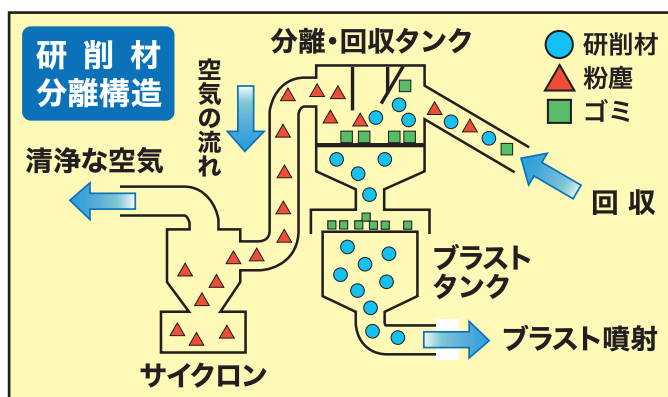 研削材
分離構造
分離・回収タンク
研削材
粉塵
ゴミ
空気の流れ
清浄な空気
回収
ブラスト
タンク
ブラスト噴射
サイクロン